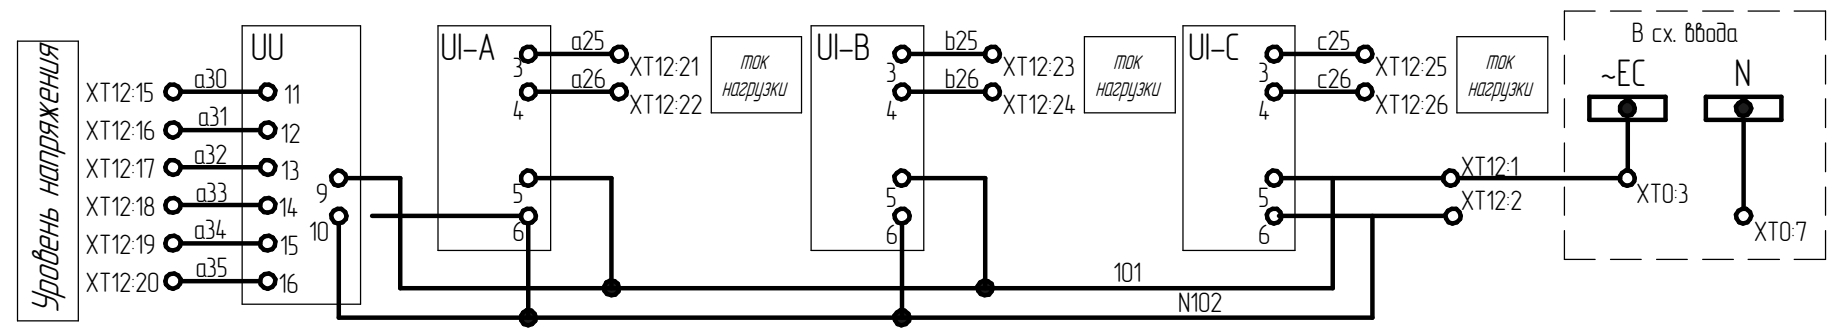 Уровень напряжения
XT12:15
XT12:16
XT12:17
XT12:18
XT12:19
XT12:20
a30
a31
a32
a33
a34
a35
UU
11
12
13
14
15
16
9
10
UI-A
3
4
5
6
a25
a26
XT12:21
XT12:22
ток
нагрузки
UI-B
3
4
5
6
b25
b26
XT12:23
XT12:24
ток
нагрузки
UI-C
3
4
5
6
c25
c26
XT12:25
XT12:26
ток
нагрузки
XT12:1
XT12:2
101
N102
В сх. ввода
~EC
N
XT0:3
XT0:7